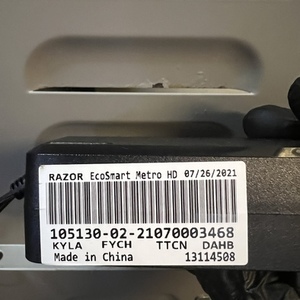 RAZOR EcoSmart Metro HD 07/26/2021
105130-02-21070003468
KYLA FYCH TTCN DAHB
Made in China 13114508